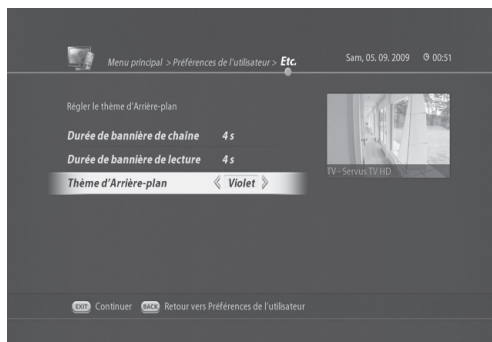 Menu principal > Préférences de l'utilisateur > Etc.
Sam, 05. 09. 2009 00:51
Régler le thème d'Arrière-plan
Durée de bannière de chaîne 4 s
Durée de bannière de lecture 4 s
Thème d'Arrière-plan Violet
TV - Servus TV HD
EXIT Continuer BACK Retour vers Préférences de l'utilisateur